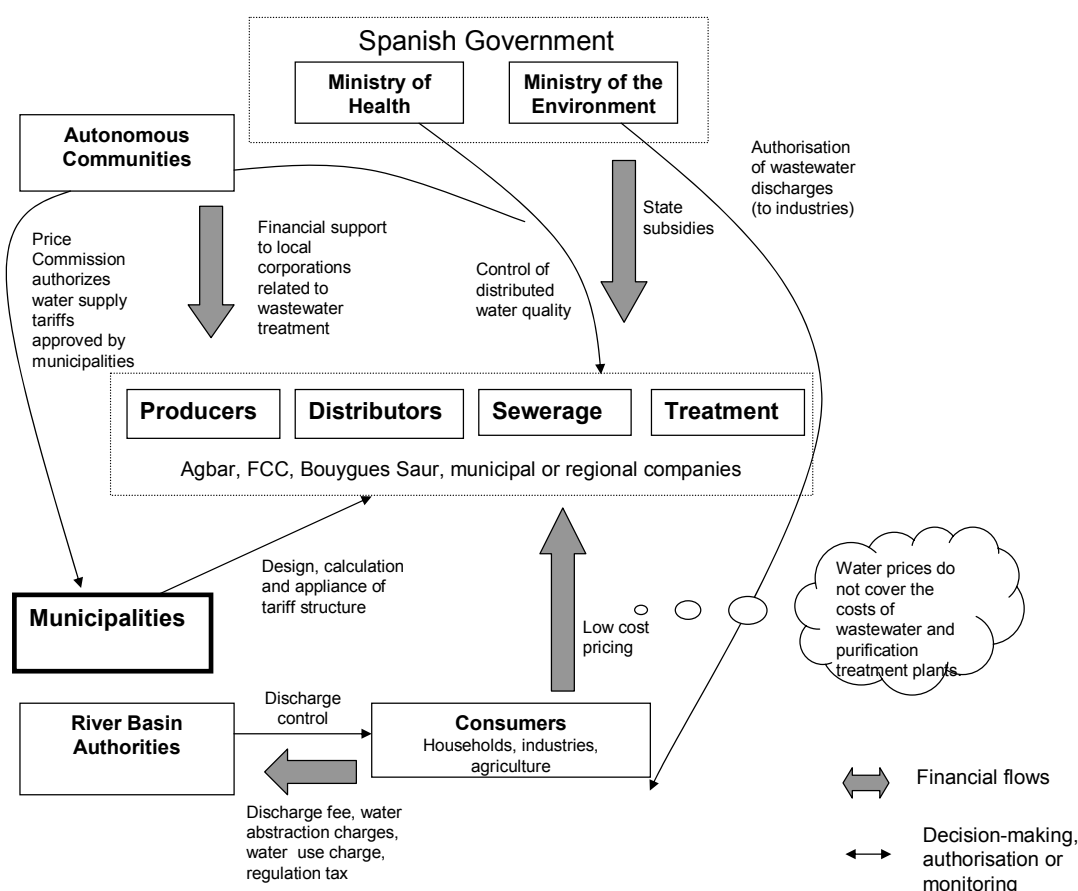 Spanish Government
Ministry of
Health
Ministry of the
Environment
Autonomous
Communities
Authorisation
of wastewater
discharges
(to industries)
State
subsidies
Price
Commission
authorizes
water supply
tariffs
approved by
municipalities
Financial support
to local
corporations
related to
wastewater
treatment
Control of
distributed
water quality
Producers
Distributors
Sewerage
Treatment
Agbar, FCC, Bouygues Saur, municipal or regional companies
Design, calculation
and appliance of
tariff structure
Municipalities
Low cost
pricing
Water prices do
not cover the
costs of
wastewater and
purification
treatment plants.
River Basin
Authorities
Discharge
control
Consumers
Households, industries,
agriculture
Discharge fee, water
abstraction charges,
water use charge,
regulation tax
Financial flows
Decision-making,
authorisation or
monitoring